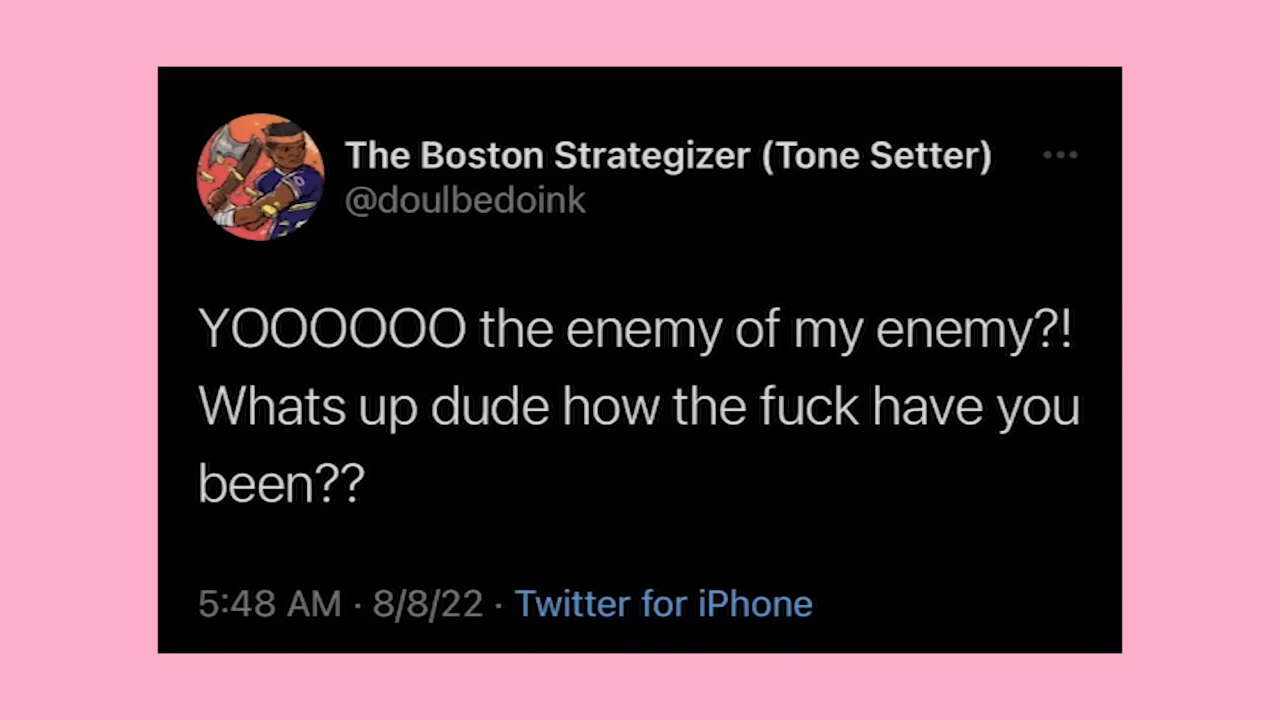 The Boston Strategizer (Tone Setter)
@doulbedoink
YOOOOOO the enemy of my enemy?!
Whats up dude how the fuck have you
been??
5:48 AM · 8/8/22 · Twitter for iPhone